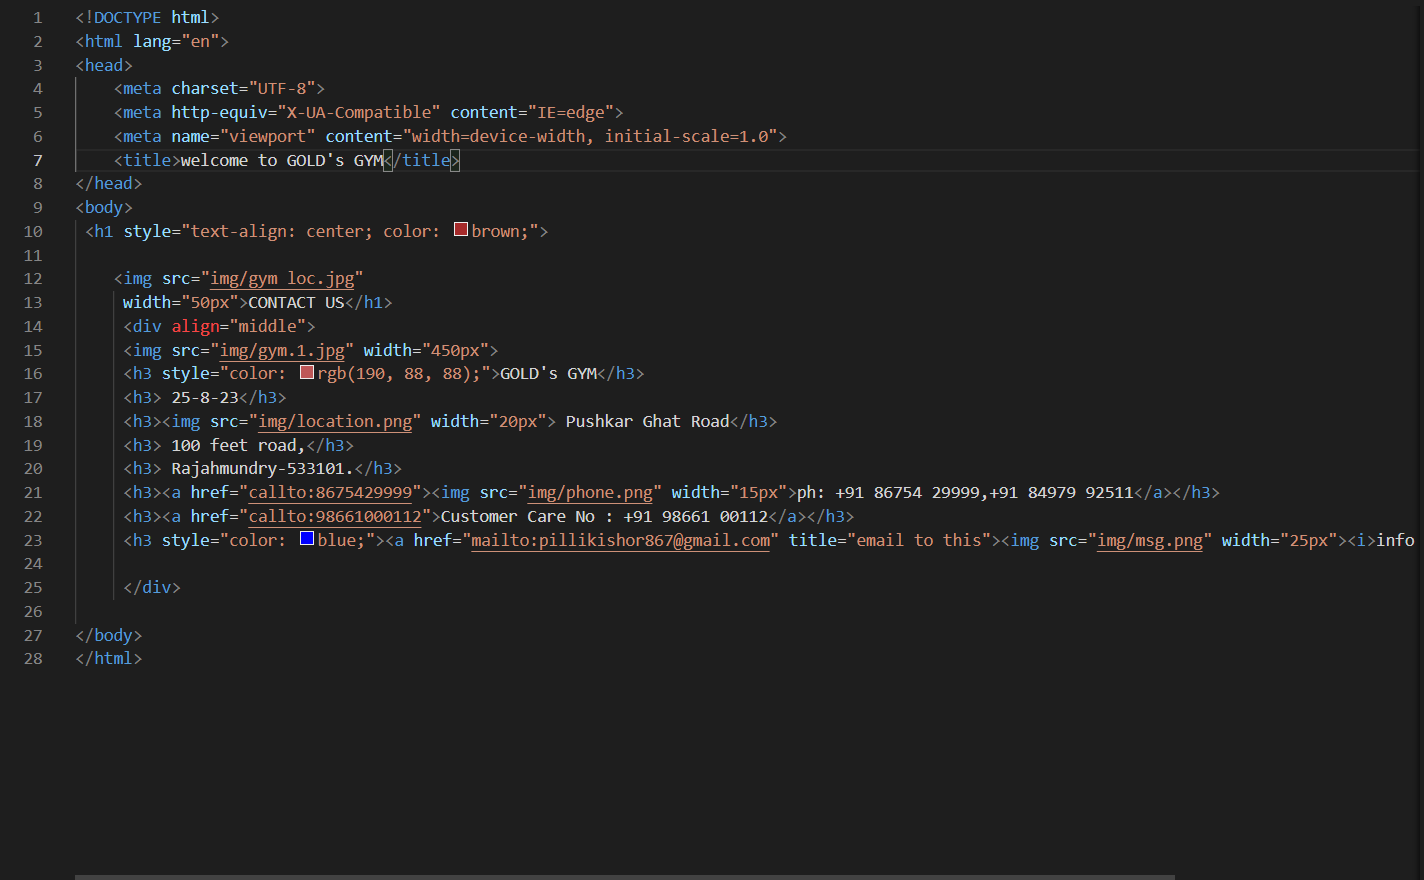 1 <!DOCTYPE html>
2 <html lang="en">
3 <head>
4     <meta charset="UTF-8">
5     <meta http-equiv="X-UA-Compatible" content="IE=edge">
6     <meta name="viewport" content="width=device-width, initial-scale=1.0">
7     <title>welcome to GOLD's GYM</title>
8 </head>
9 <body>
10  <h1 style="text-align: center; color: brown;">
11
12     <img src="img/gym loc.jpg"
13      width="50px">CONTACT US</h1>
14      <div align="middle">
15      <img src="img/gym.1.jpg" width="450px">
16      <h3 style="color: rgb(190, 88, 88);">GOLD's GYM</h3>
17      <h3> 25-8-23</h3>
18      <h3><img src="img/location.png" width="20px"> Pushkar Ghat Road</h3>
19      <h3> 100 feet road,</h3>
20      <h3> Rajahmundry-533101.</h3>
21      <h3><a href="callto:8675429999"><img src="img/phone.png" width="15px">ph: +91 86754 29999,+91 84979 92511</a></h3>
22      <h3><a href="callto:98661000112">Customer Care No : +91 98661 00112</a></h3>
23      <h3 style="color: blue;"><a href="mailto:pillikishor867@gmail.com" title="email to this"><img src="img/msg.png" width="25px"><i>info
24
25      </div>
26
27 </body>
28 </html>